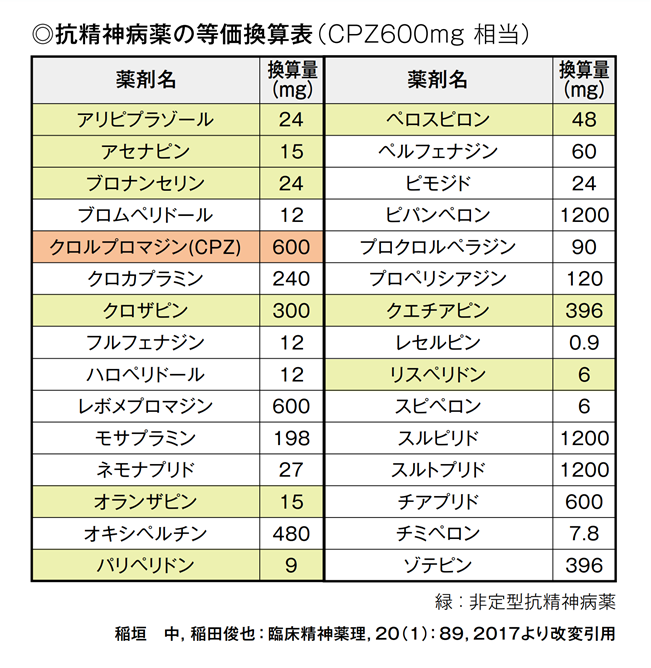 ◎抗精神病薬の等価換算表（CPZ600mg 相当）
薬剤名 換算量(mg) 薬剤名 換算量(mg)
アリピプラゾール 24 ペロスピロン 48
アセナピン 15 ペルフェナジン 60
ブロナンセリン 24 ピモジド 24
ブロムペリドール 12 ピパンペロン 1200
クロルプロマジン(CPZ) 600 プロクロルペラジン 90
クロカプラミン 240 プロペリシアジン 120
クロザピン 300 クエチアピン 396
フルフェナジン 12 レセルピン 0.9
ハロペリドール 12 リスペリドン 6
レボメプロマジン 600 スピペロン 6
モサプラミン 198 スルピリド 1200
ネモナプリド 27 スルトプリド 1200
オランザピン 15 チアプリド 600
オキシペルチン 480 チミペロン 7.8
パリペリドン 9 ゾテピン 396
緑：非定型抗精神病薬
稲垣　中, 稲田俊也：臨床精神薬理, 20（1）：89, 2017より改変引用